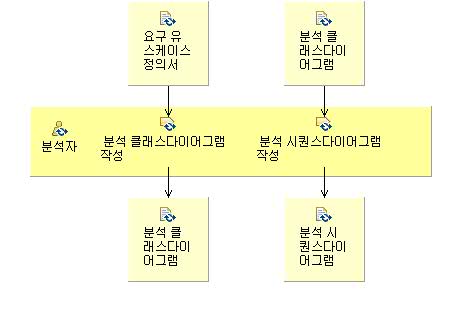 요구 유
스케이스
정의서
분석 클
래스다이
어그램
분석자
분석 클래스다이어그램
작성
분석 시퀀스다이어그램
작성
분석 클
래스다이
어그램
분석 시
퀀스다이
어그램